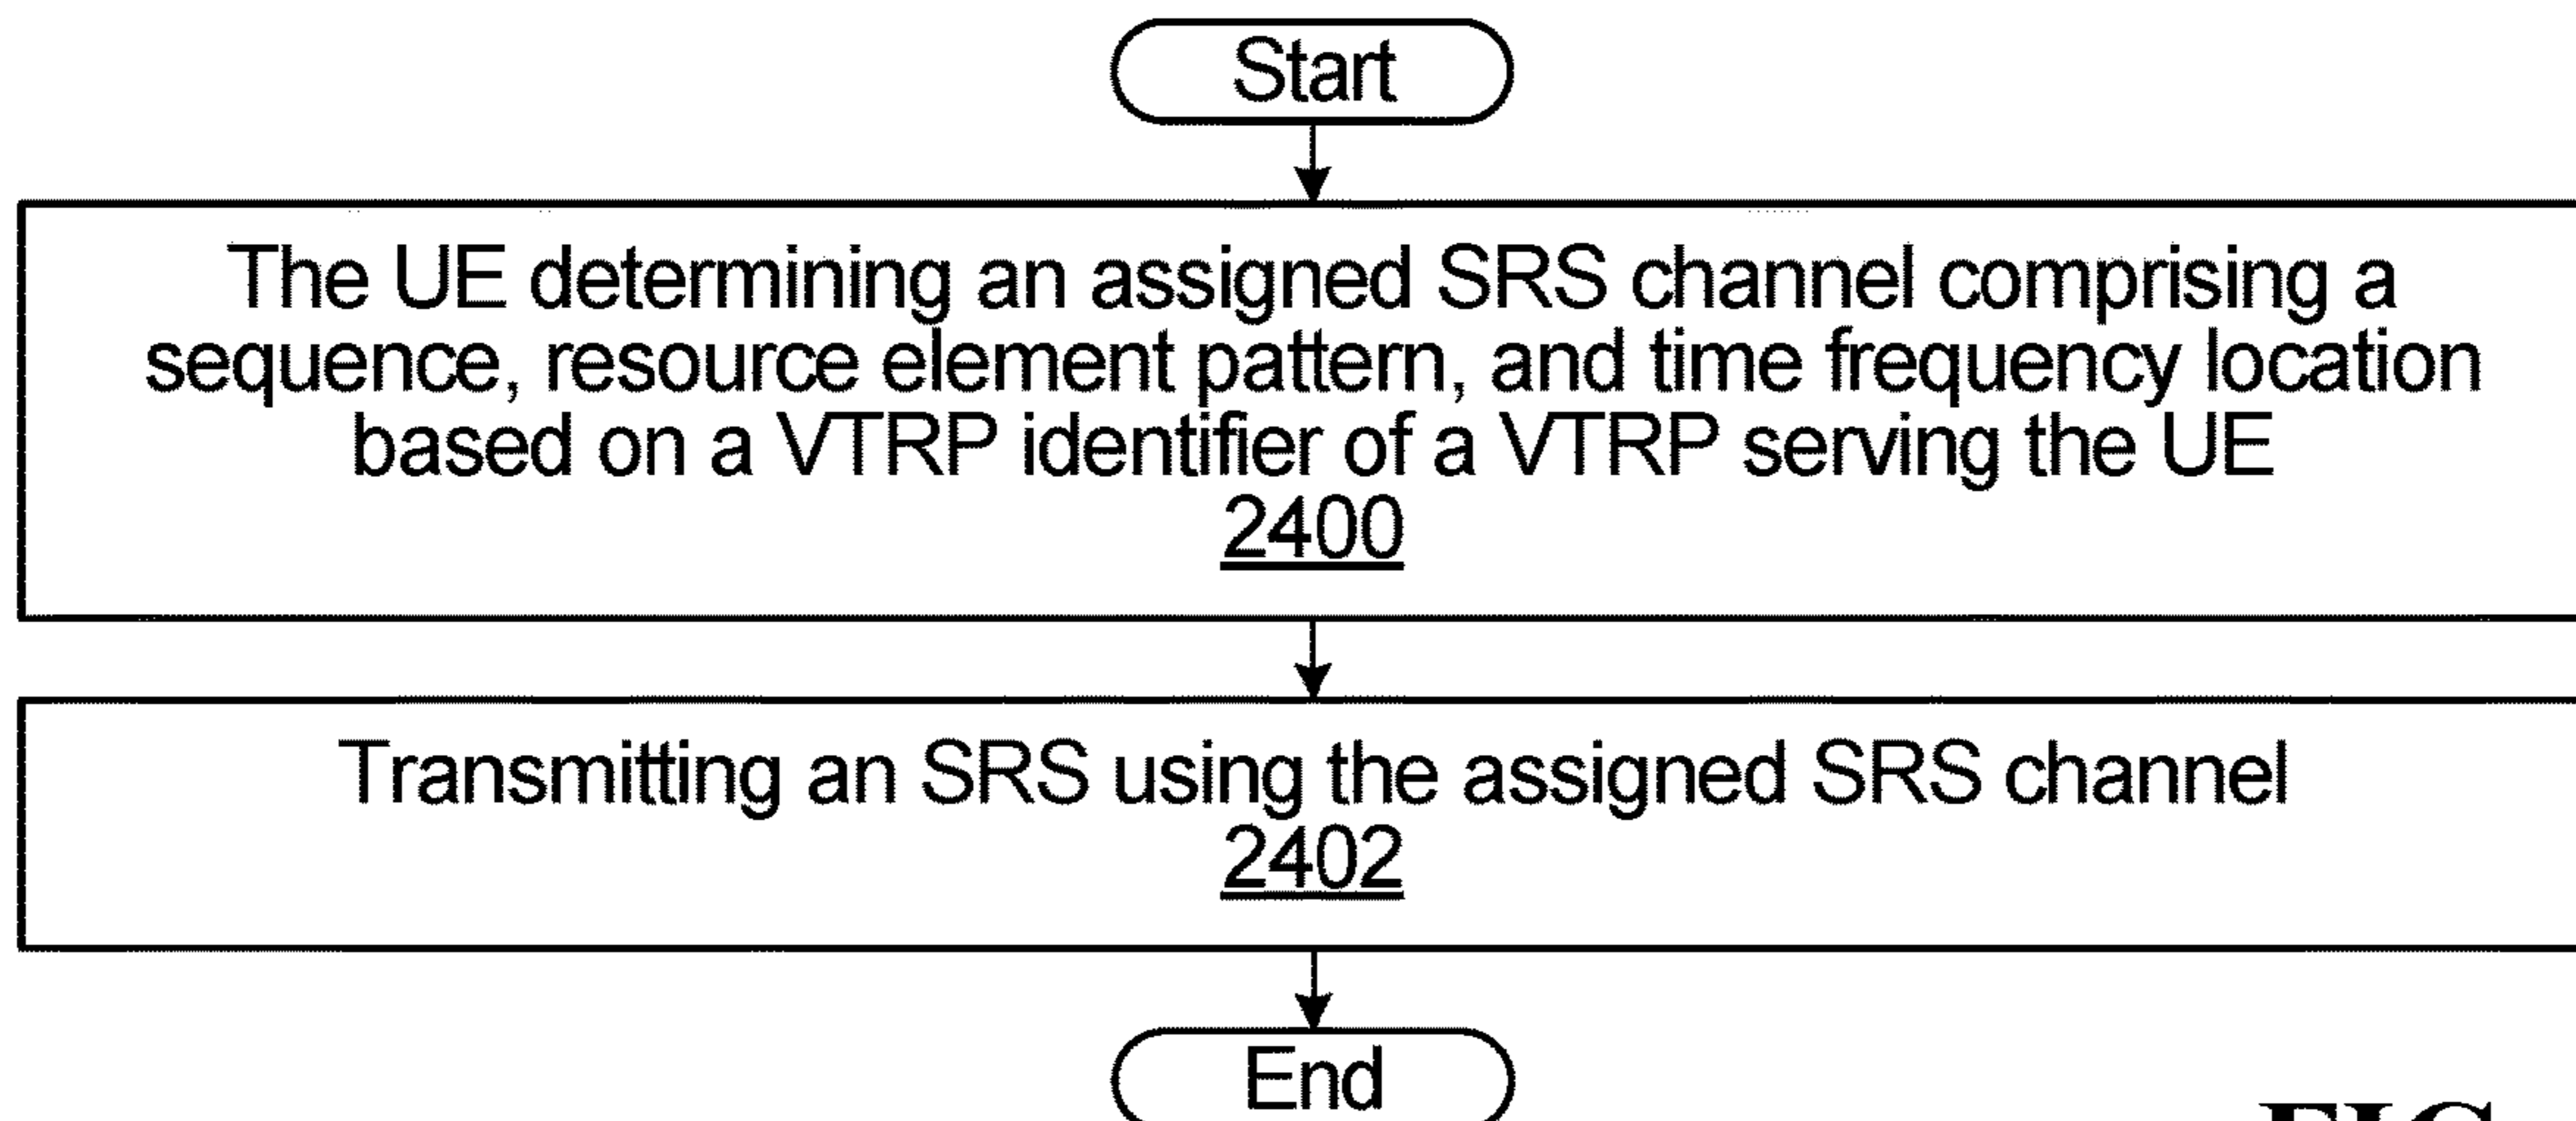 Start
The UE determining an assigned SRS channel comprising a
sequence, resource element pattern, and time frequency location
based on a VTRP identifier of a VTRP serving the UE
2400
Transmitting an SRS using the assigned SRS channel
2402
End